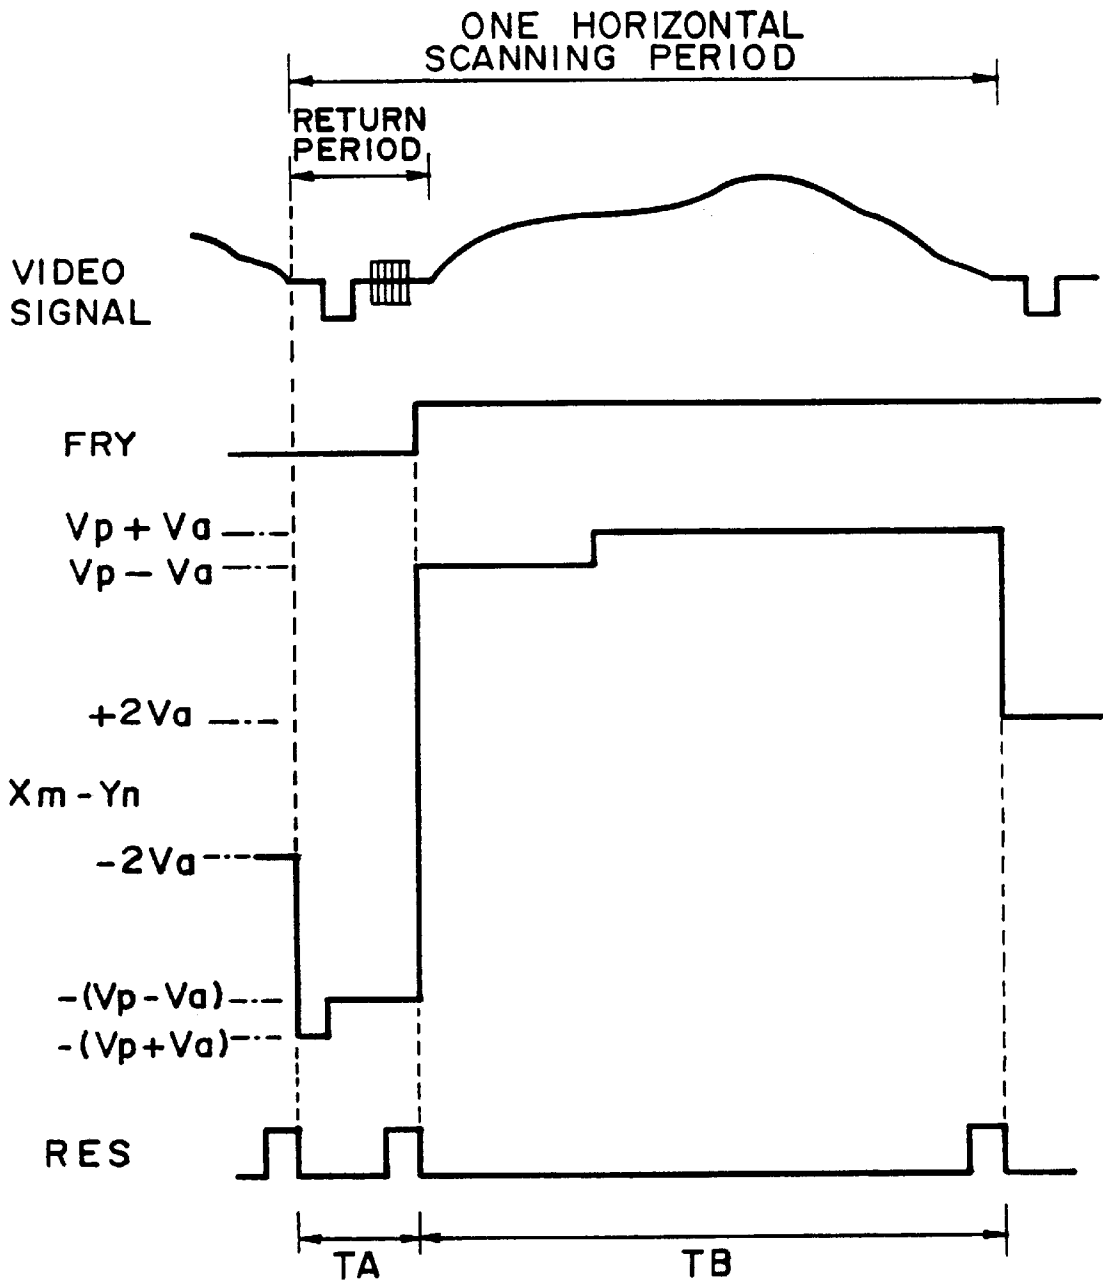 ONE HORIZONTAL
SCANNING PERIOD
RETURN
PERIOD
VIDEO
SIGNAL
FRY
Vp + Va
Vp - Va
+2Va
Xm - Yn
-2Va
-(Vp - Va)
-(Vp + Va)
RES
TA
TB